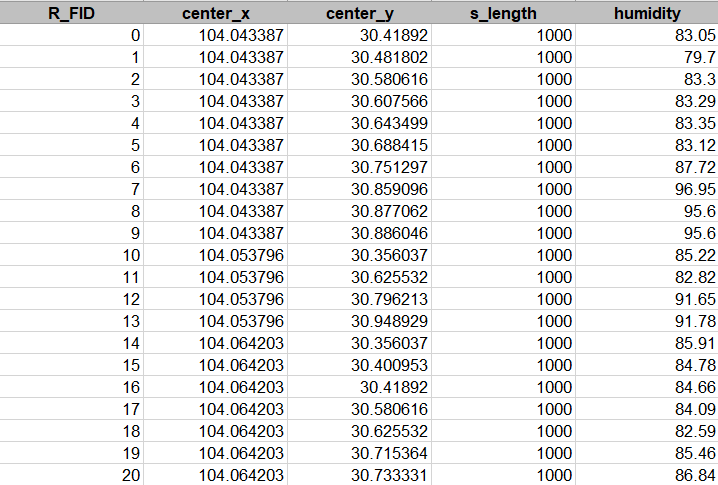 R_FID center_x center_y s_length humidity
0 104.043387 30.41892 1000 83.05
1 104.043387 30.481802 1000 79.7
2 104.043387 30.580616 1000 83.3
3 104.043387 30.607566 1000 83.29
4 104.043387 30.643499 1000 83.35
5 104.043387 30.688415 1000 83.12
6 104.043387 30.751297 1000 87.72
7 104.043387 30.859096 1000 96.95
8 104.043387 30.877062 1000 95.6
9 104.043387 30.886046 1000 95.6
10 104.053796 30.356037 1000 85.22
11 104.053796 30.625532 1000 82.82
12 104.053796 30.796213 1000 91.65
13 104.053796 30.948929 1000 91.78
14 104.064203 30.356037 1000 85.91
15 104.064203 30.400953 1000 84.78
16 104.064203 30.41892 1000 84.66
17 104.064203 30.580616 1000 84.09
18 104.064203 30.625532 1000 82.59
19 104.064203 30.715364 1000 85.46
20 104.064203 30.733331 1000 86.84